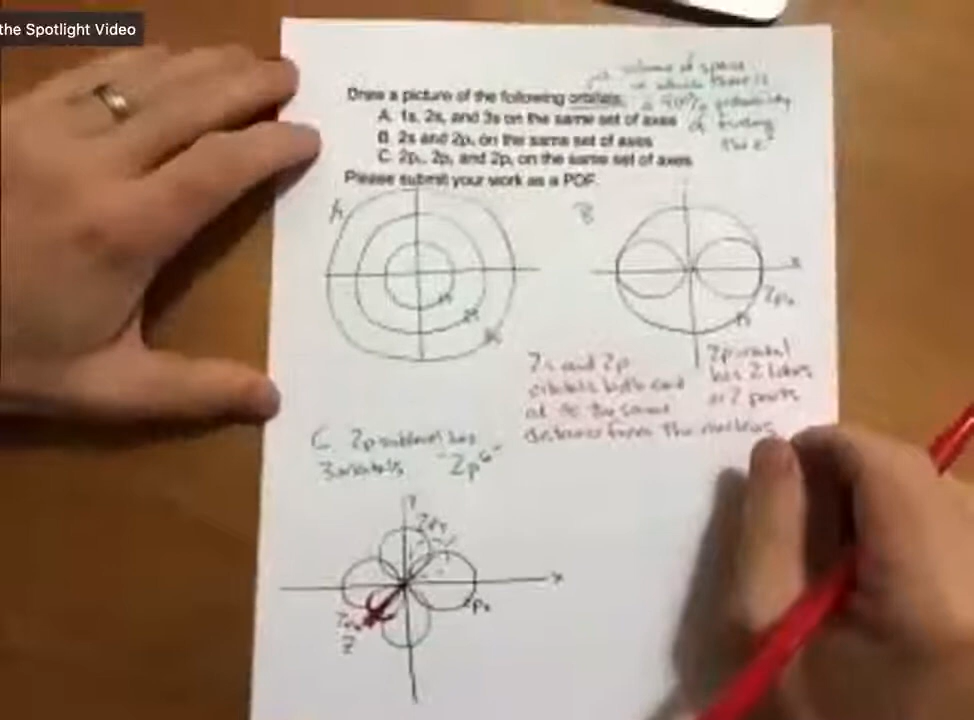 the Spotlight Video
volume of space
in which there is
a 90% probability
of finding
the e⁻
Draw a picture of the following orbitals.
A. 1s, 2s, and 3s on the same set of axes
B. 2s and 2pₓ on the same set of axes
C. 2pₓ, 2p, and 2p, on the same set of axes
Please submit your work as a PDF.
A
B
x
2pₓ
2s and 2p
orbitals both end
at the same
distance from the nucleus
2p orbital
has 2 lobes
or 2 parts
C 2p sublevel has
3 orbitals "2p⁶"
y
2py
x
2pₓ
z